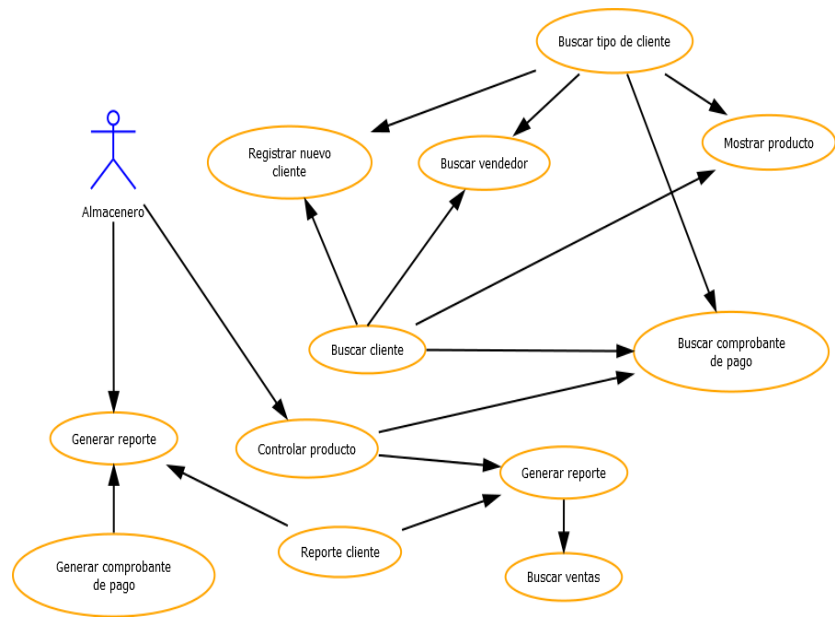 Buscar tipo de cliente
Registrar nuevo
cliente
Buscar vendedor
Mostrar producto
Almacenero
Buscar cliente
Buscar comprobante
de pago
Generar reporte
Controlar producto
Generar reporte
Generar comprobante
de pago
Reporte cliente
Buscar ventas